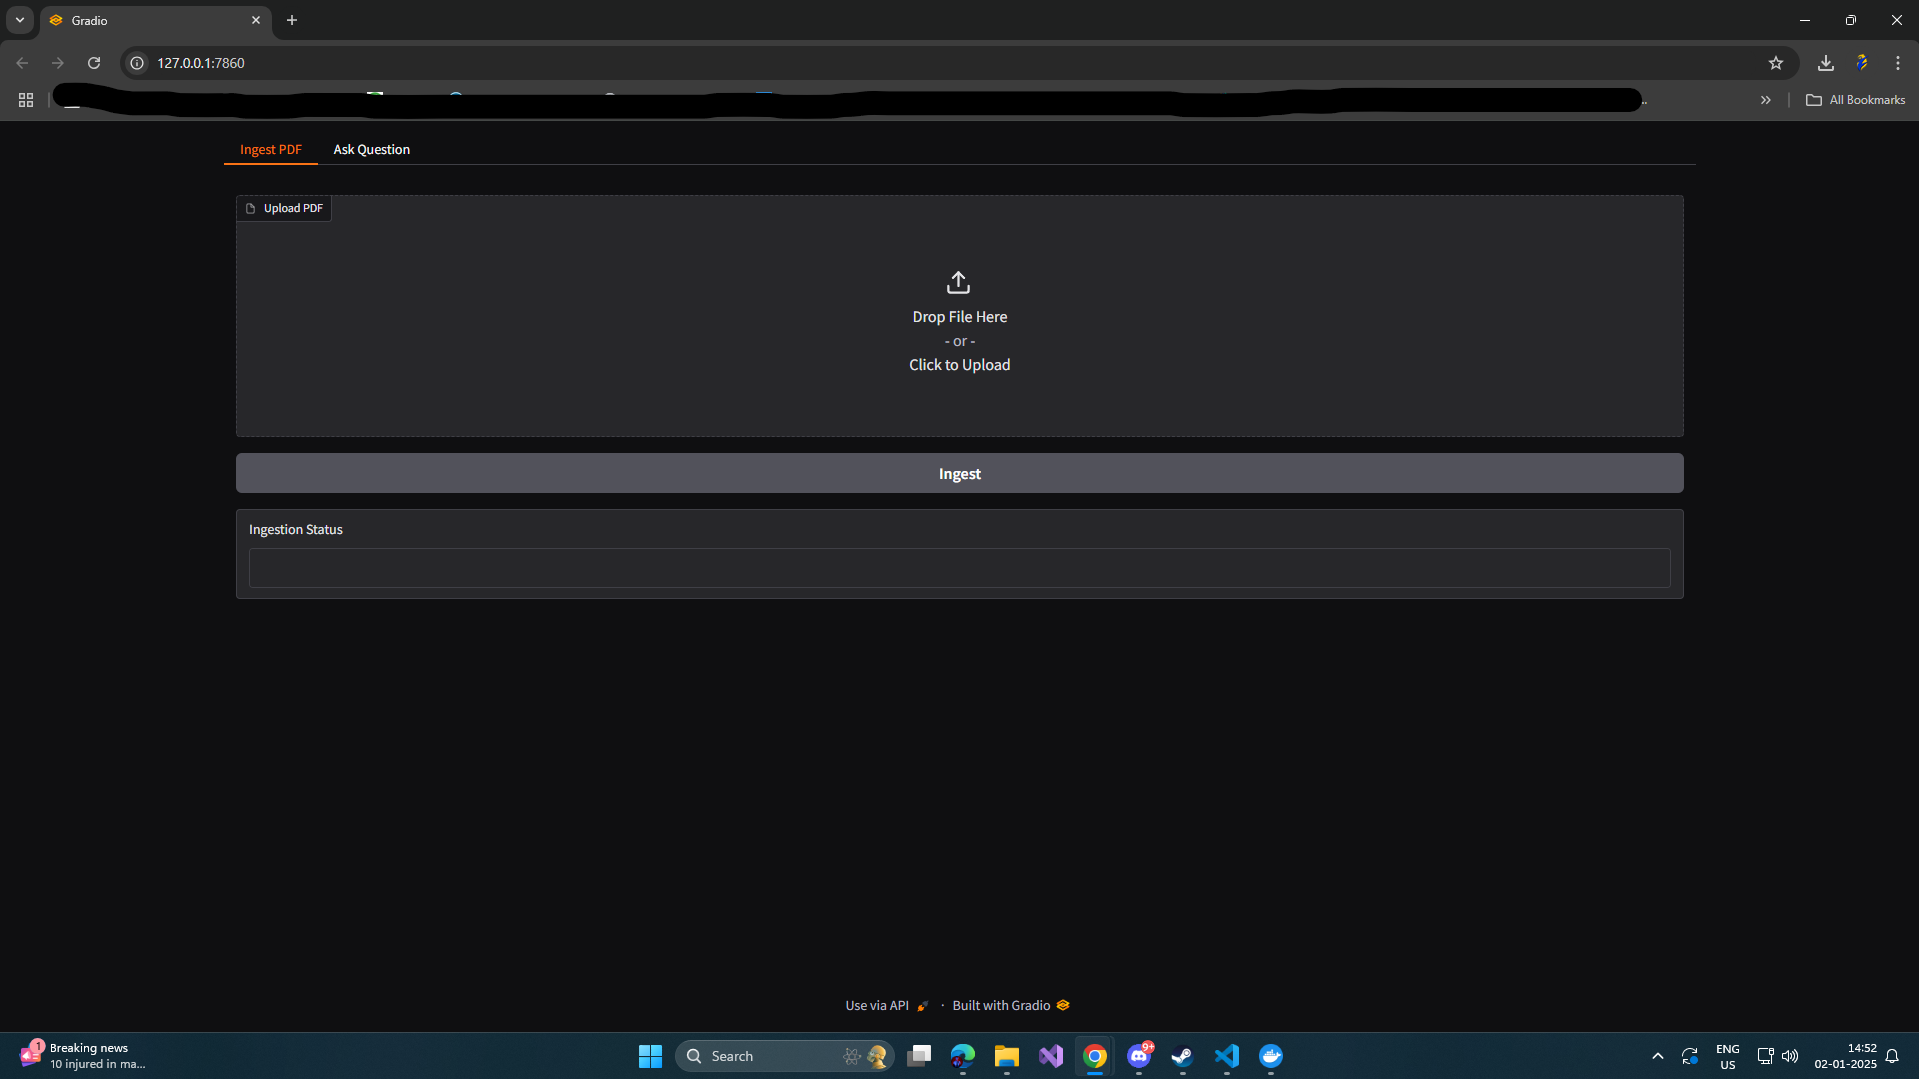 Gradio
127.0.0.1:7860
All Bookmarks
Ingest PDF
Ask Question
Upload PDF
Drop File Here
- or -
Click to Upload
Ingest
Ingestion Status
Use via API · Built with Gradio
1
Breaking news
10 injured in ma...
Search
9+
ENG
US
14:52
02-01-2025